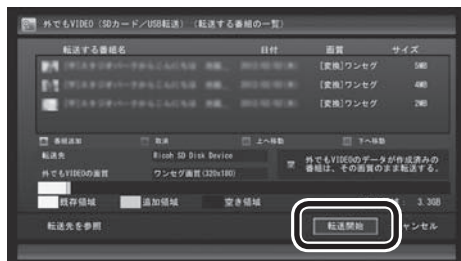 外でもVIDEO (SDカード/USB転送) (転送する番組の一覧)
転送する番組名 日付 画質 サイズ
[変換]ワンセグ 5MB
[変換]ワンセグ 4MB
[変換]ワンセグ 2MB
番組追加 取消 上へ移動 下へ移動
転送先 Ricoh SD Disk Device
外でもVIDEOの画質 ワンセグ画質(320x180)
外でもVIDEOのデータが作成済みの
番組は、その画質のまま転送する。
既存領域 追加領域 空き領域 : 3.3GB
転送先を参照 転送開始 ャンセル